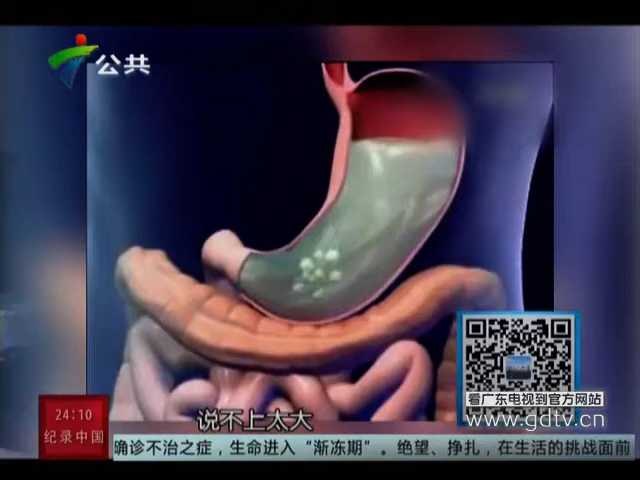 公共
说不上太大
看广东电视到官方网站
www.gdtv.cn
24:10
纪录中国
确诊不治之症，生命进入“渐冻期”。绝望、挣扎，在生活的挑战面前